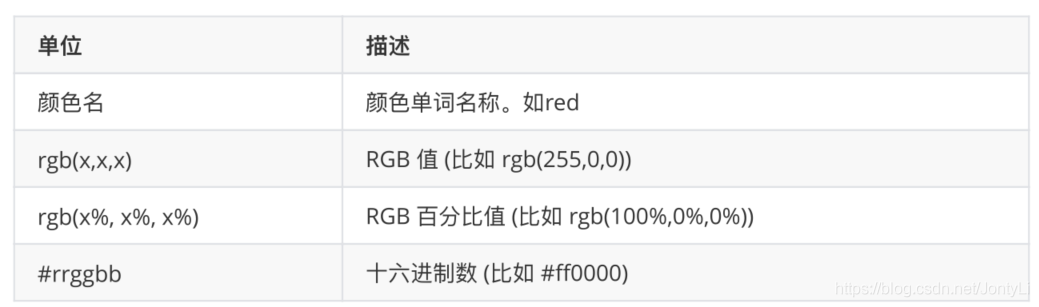 单位 描述
颜色名 颜色单词名称。如red
rgb(x,x,x) RGB 值 (比如 rgb(255,0,0))
rgb(x%, x%, x%) RGB 百分比值 (比如 rgb(100%,0%,0%))
#rrggbb 十六进制数 (比如 #ff0000)
https://blog.csdn.net/JontyLi